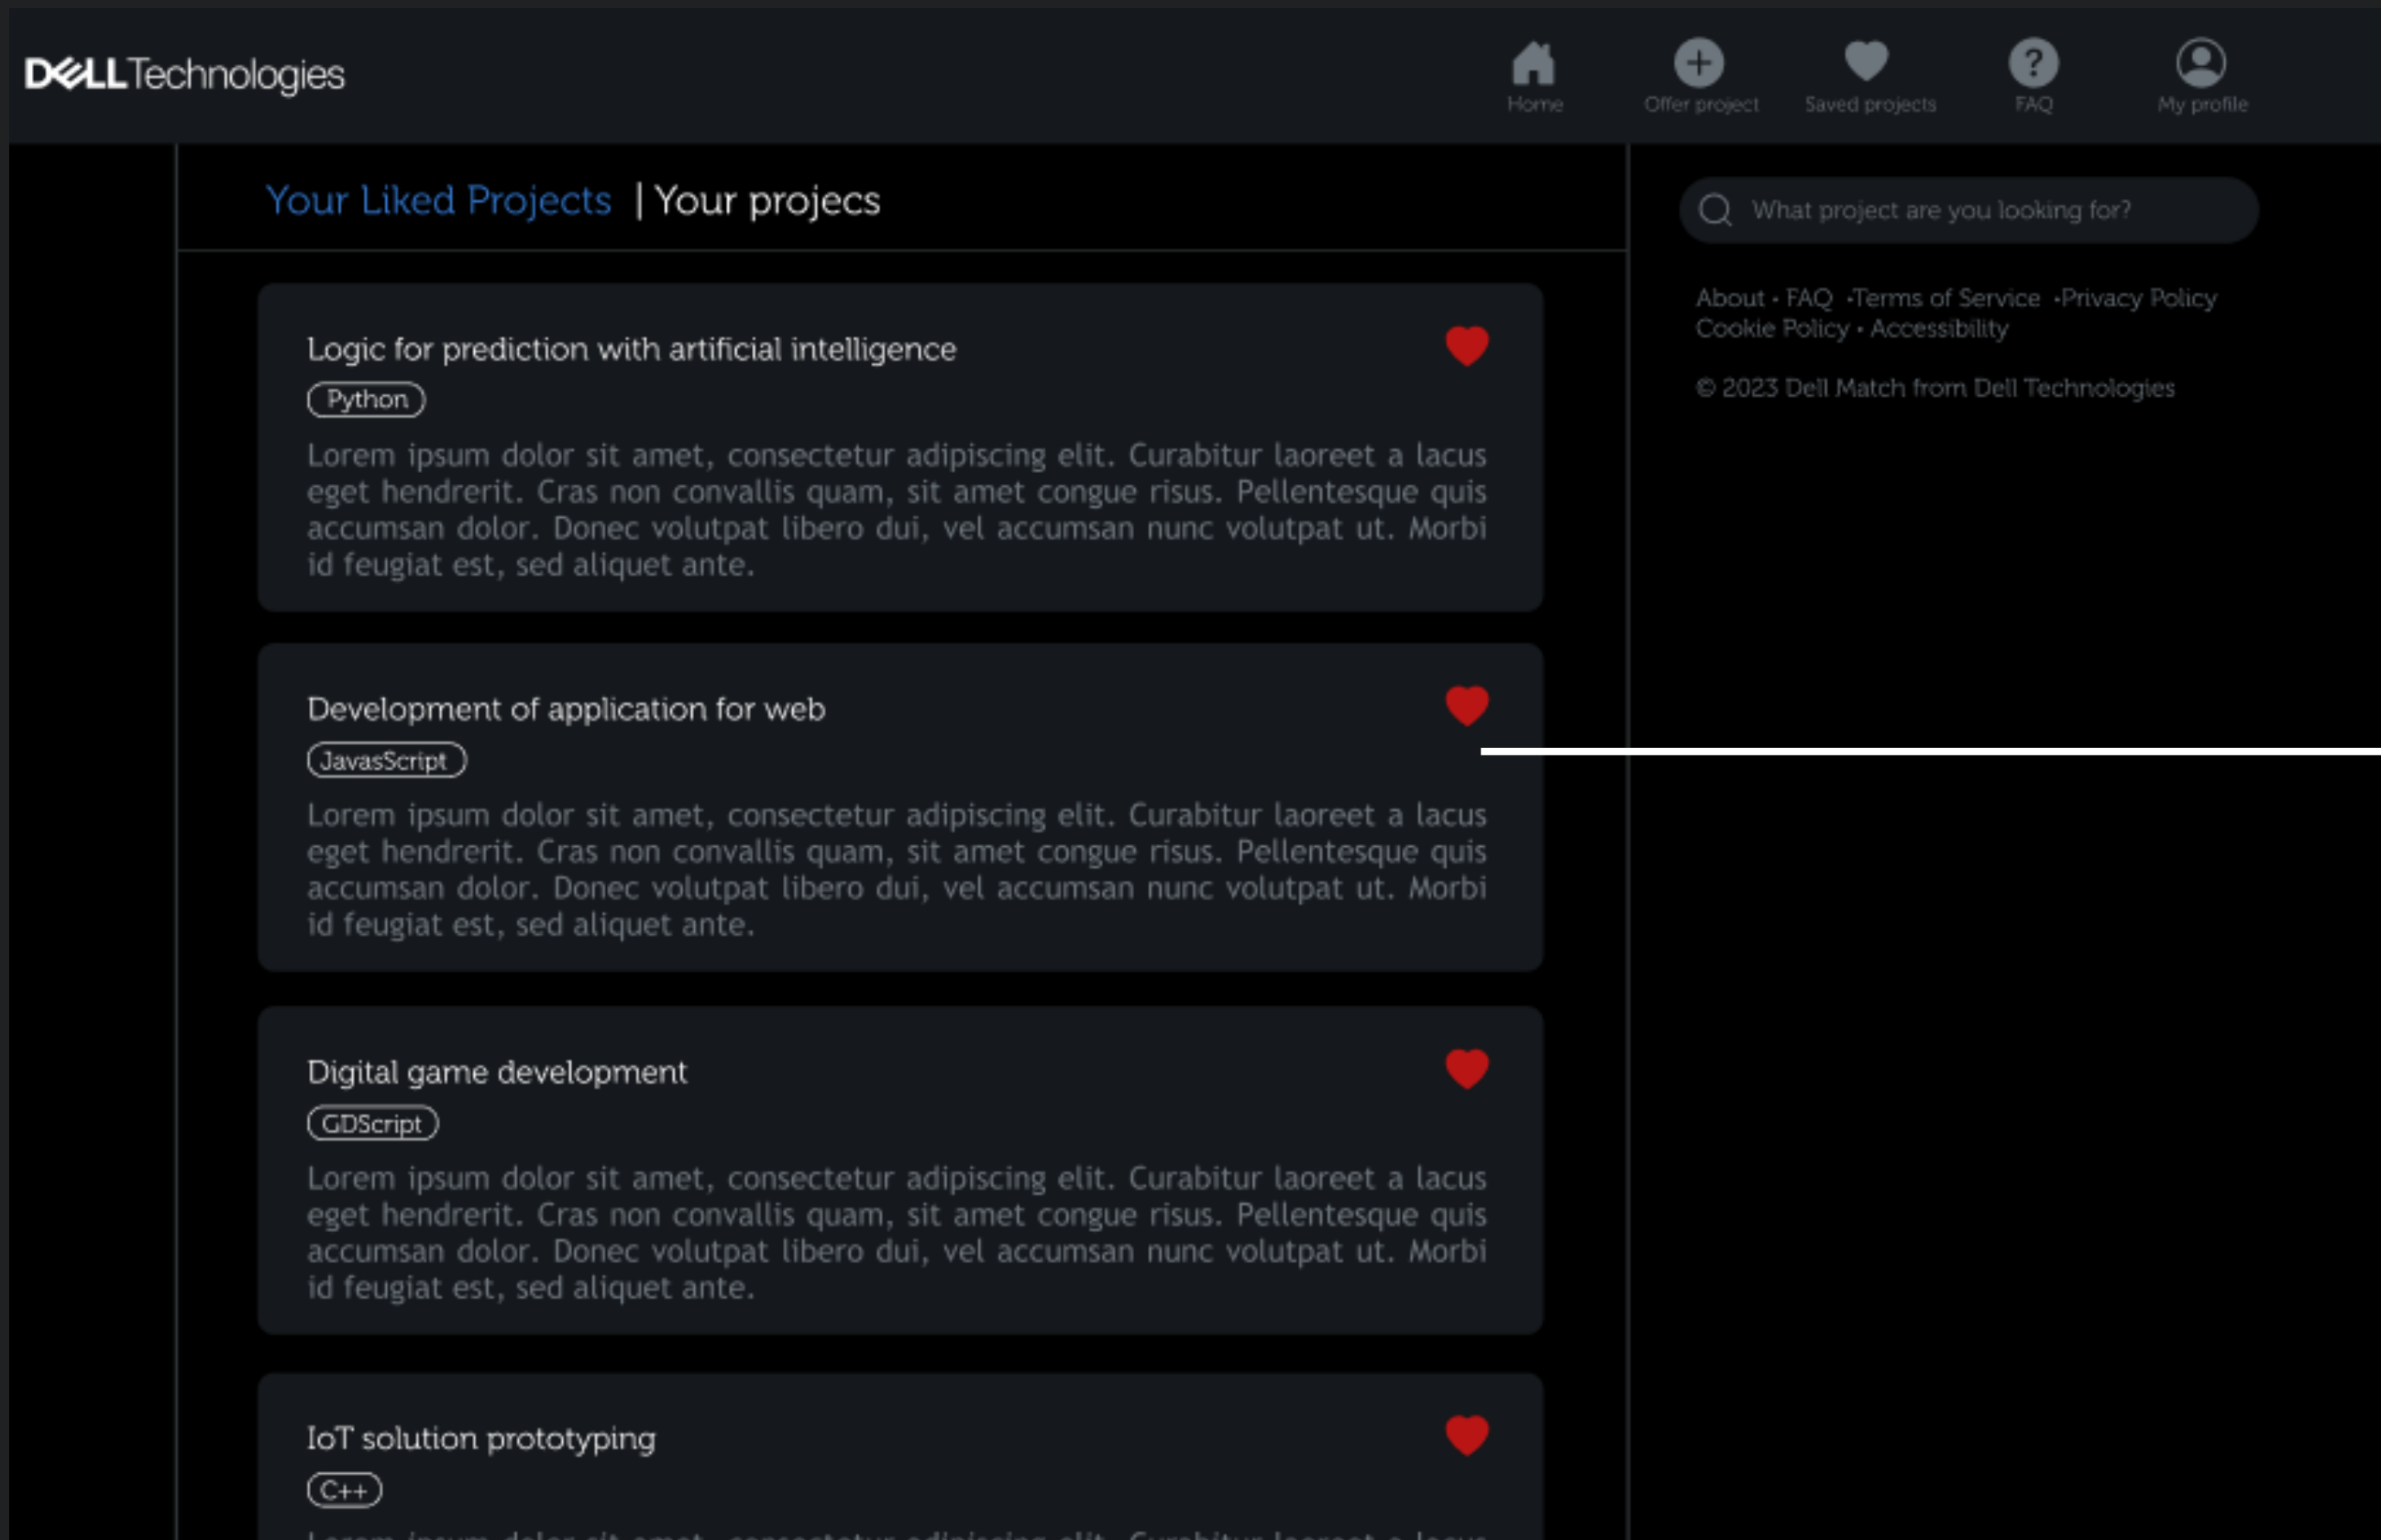 DELLTechnologies
Home
Offer project
Saved projects
FAQ
My profile
Your Liked Projects | Your projecs
What project are you looking for?
About • FAQ •Terms of Service •Privacy Policy
Cookie Policy • Accessibility
© 2023 Dell Match from Dell Technologies
Logic for prediction with artificial intelligence
Python
Lorem ipsum dolor sit amet, consectetur adipiscing elit. Curabitur laoreet a lacus
eget hendrerit. Cras non convallis quam, sit amet congue risus. Pellentesque quis
accumsan dolor. Donec volutpat libero dui, vel accumsan nunc volutpat ut. Morbi
id feugiat est, sed aliquet ante.
Development of application for web
JavasScript
Lorem ipsum dolor sit amet, consectetur adipiscing elit. Curabitur laoreet a lacus
eget hendrerit. Cras non convallis quam, sit amet congue risus. Pellentesque quis
accumsan dolor. Donec volutpat libero dui, vel accumsan nunc volutpat ut. Morbi
id feugiat est, sed aliquet ante.
Digital game development
GDScript
Lorem ipsum dolor sit amet, consectetur adipiscing elit. Curabitur laoreet a lacus
eget hendrerit. Cras non convallis quam, sit amet congue risus. Pellentesque quis
accumsan dolor. Donec volutpat libero dui, vel accumsan nunc volutpat ut. Morbi
id feugiat est, sed aliquet ante.
IoT solution prototyping
C++